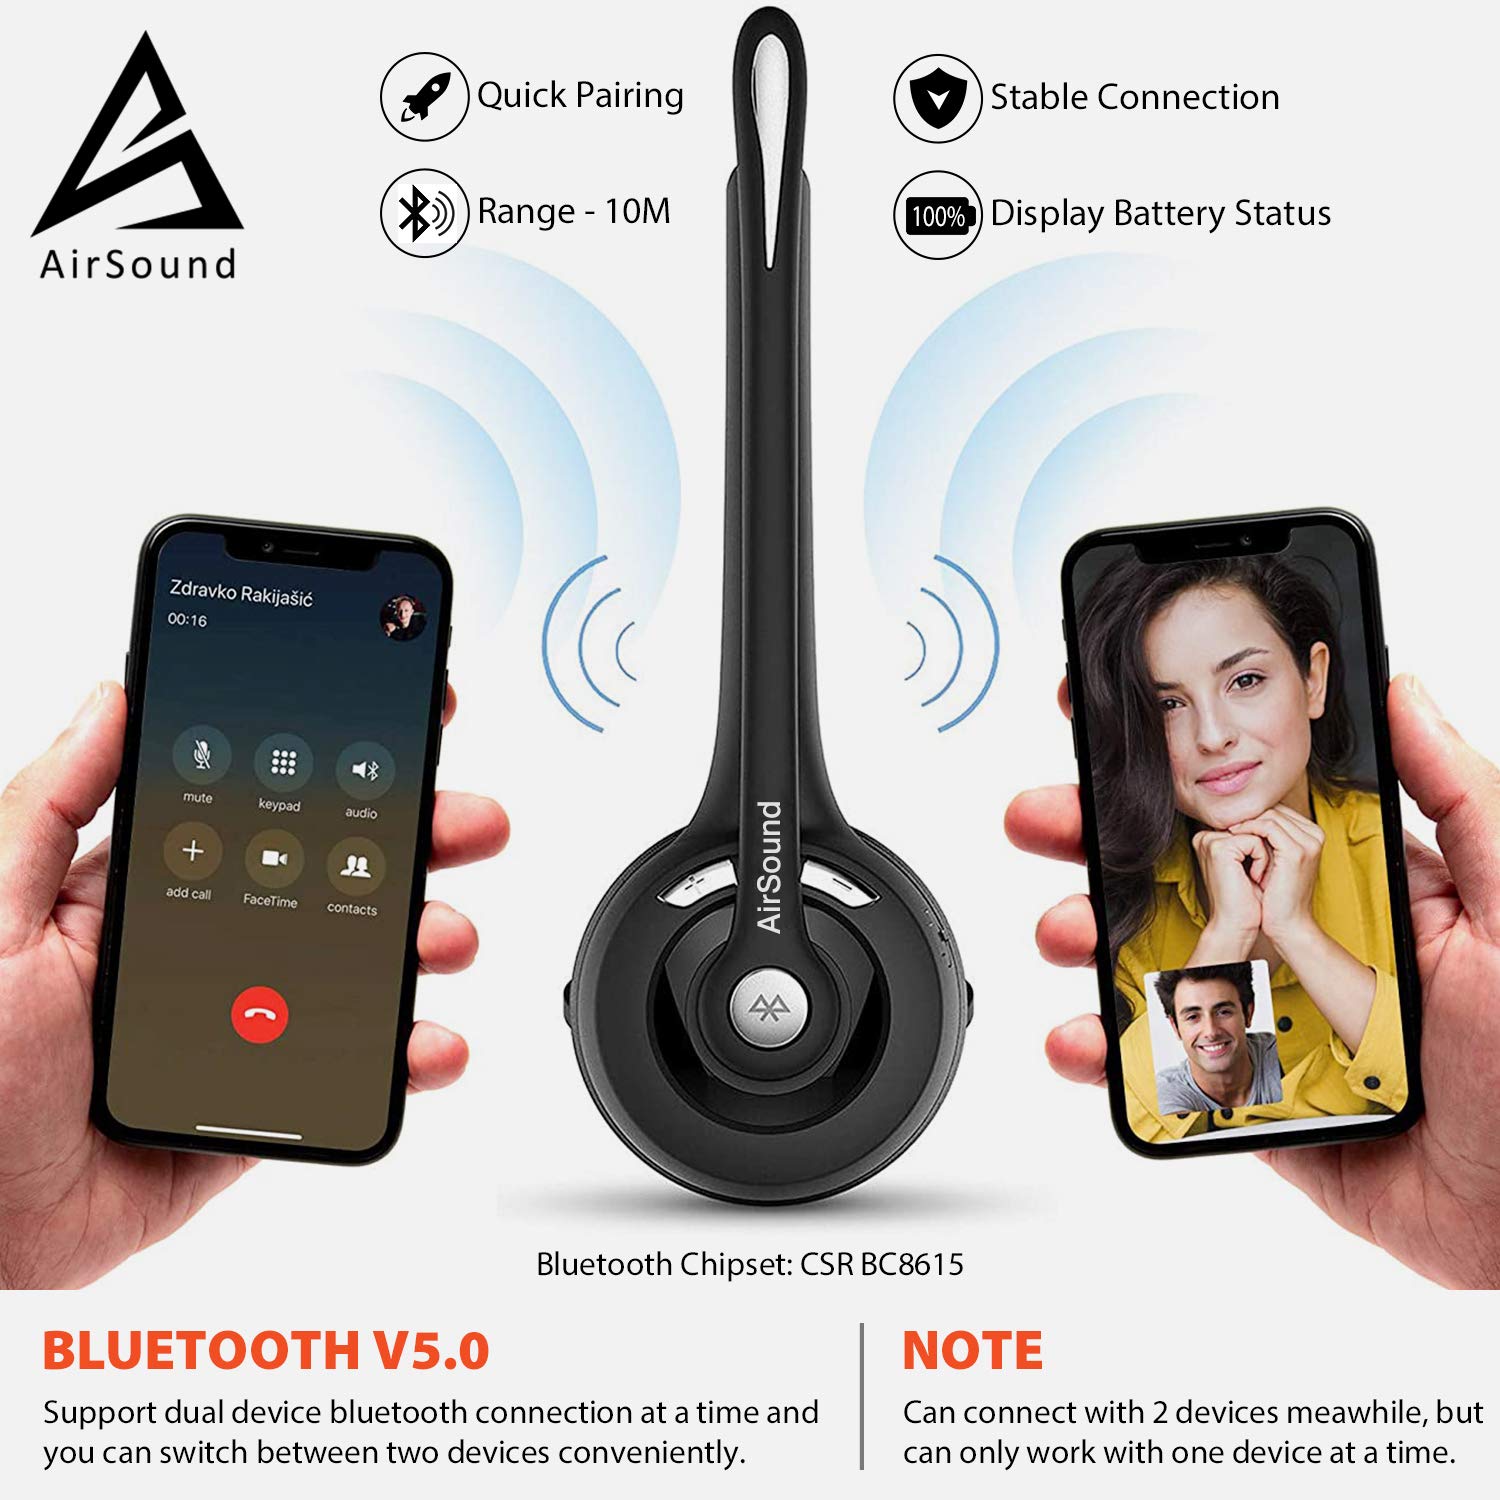 AirSound
Quick Pairing
Range - 10M
Stable Connection
100%
Display Battery Status
Zdravko Rakijašić
00:16
mute
keypad
audio
add call
FaceTime
contacts
+
−
AirSound
Bluetooth Chipset: CSR BC8615
BLUETOOTH V5.0
Support dual device bluetooth connection at a time and
you can switch between two devices conveniently.
NOTE
Can connect with 2 devices meawhile, but
can only work with one device at a time.